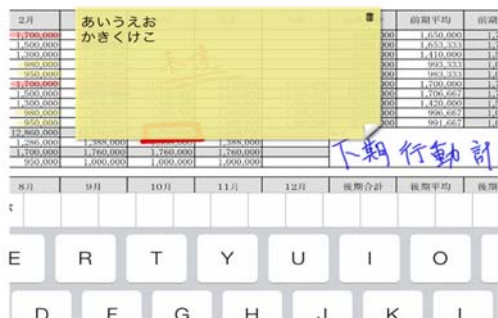 2月 前期平均 前期
あいうえお
かきくけこ
1,700,000 1,650,000
1,500,000 1,653,333
1,300,000 1,410,000
980,000 993,333
950,000 983,333
1,700,000 1,700,000
1,500,000 1,706,667
1,300,000 1,420,000
980,000 996,667
950,000 991,667
12,860,000
1,286,000 1,388,000 1,388,000
1,700,000 1,760,000 1,760,000 1,760,000
950,000 1,000,000 1,000,000 1,000,000
下期 行動 計
8月 9月 10月 11月 12月 後期合計 後期平均 後期
E R T Y U I O
D F G H J K L